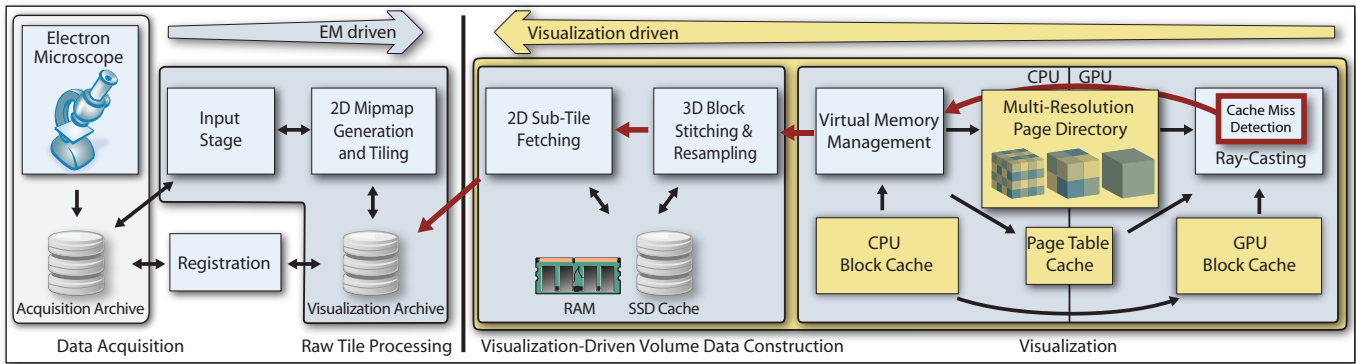 EM driven
Visualization driven
Electron
Microscope
Input
Stage
2D Mipmap
Generation
and Tiling
Acquisition Archive
Registration
Visualization Archive
Data Acquisition
Raw Tile Processing
2D Sub-Tile
Fetching
3D Block
Stitching &
Resampling
RAM
SSD Cache
Visualization-Driven Volume Data Construction
CPU
GPU
Virtual Memory
Management
Multi-Resolution
Page Directory
Cache Miss
Detection
Ray-Casting
CPU
Block Cache
Page Table
Cache
GPU
Block Cache
Visualization